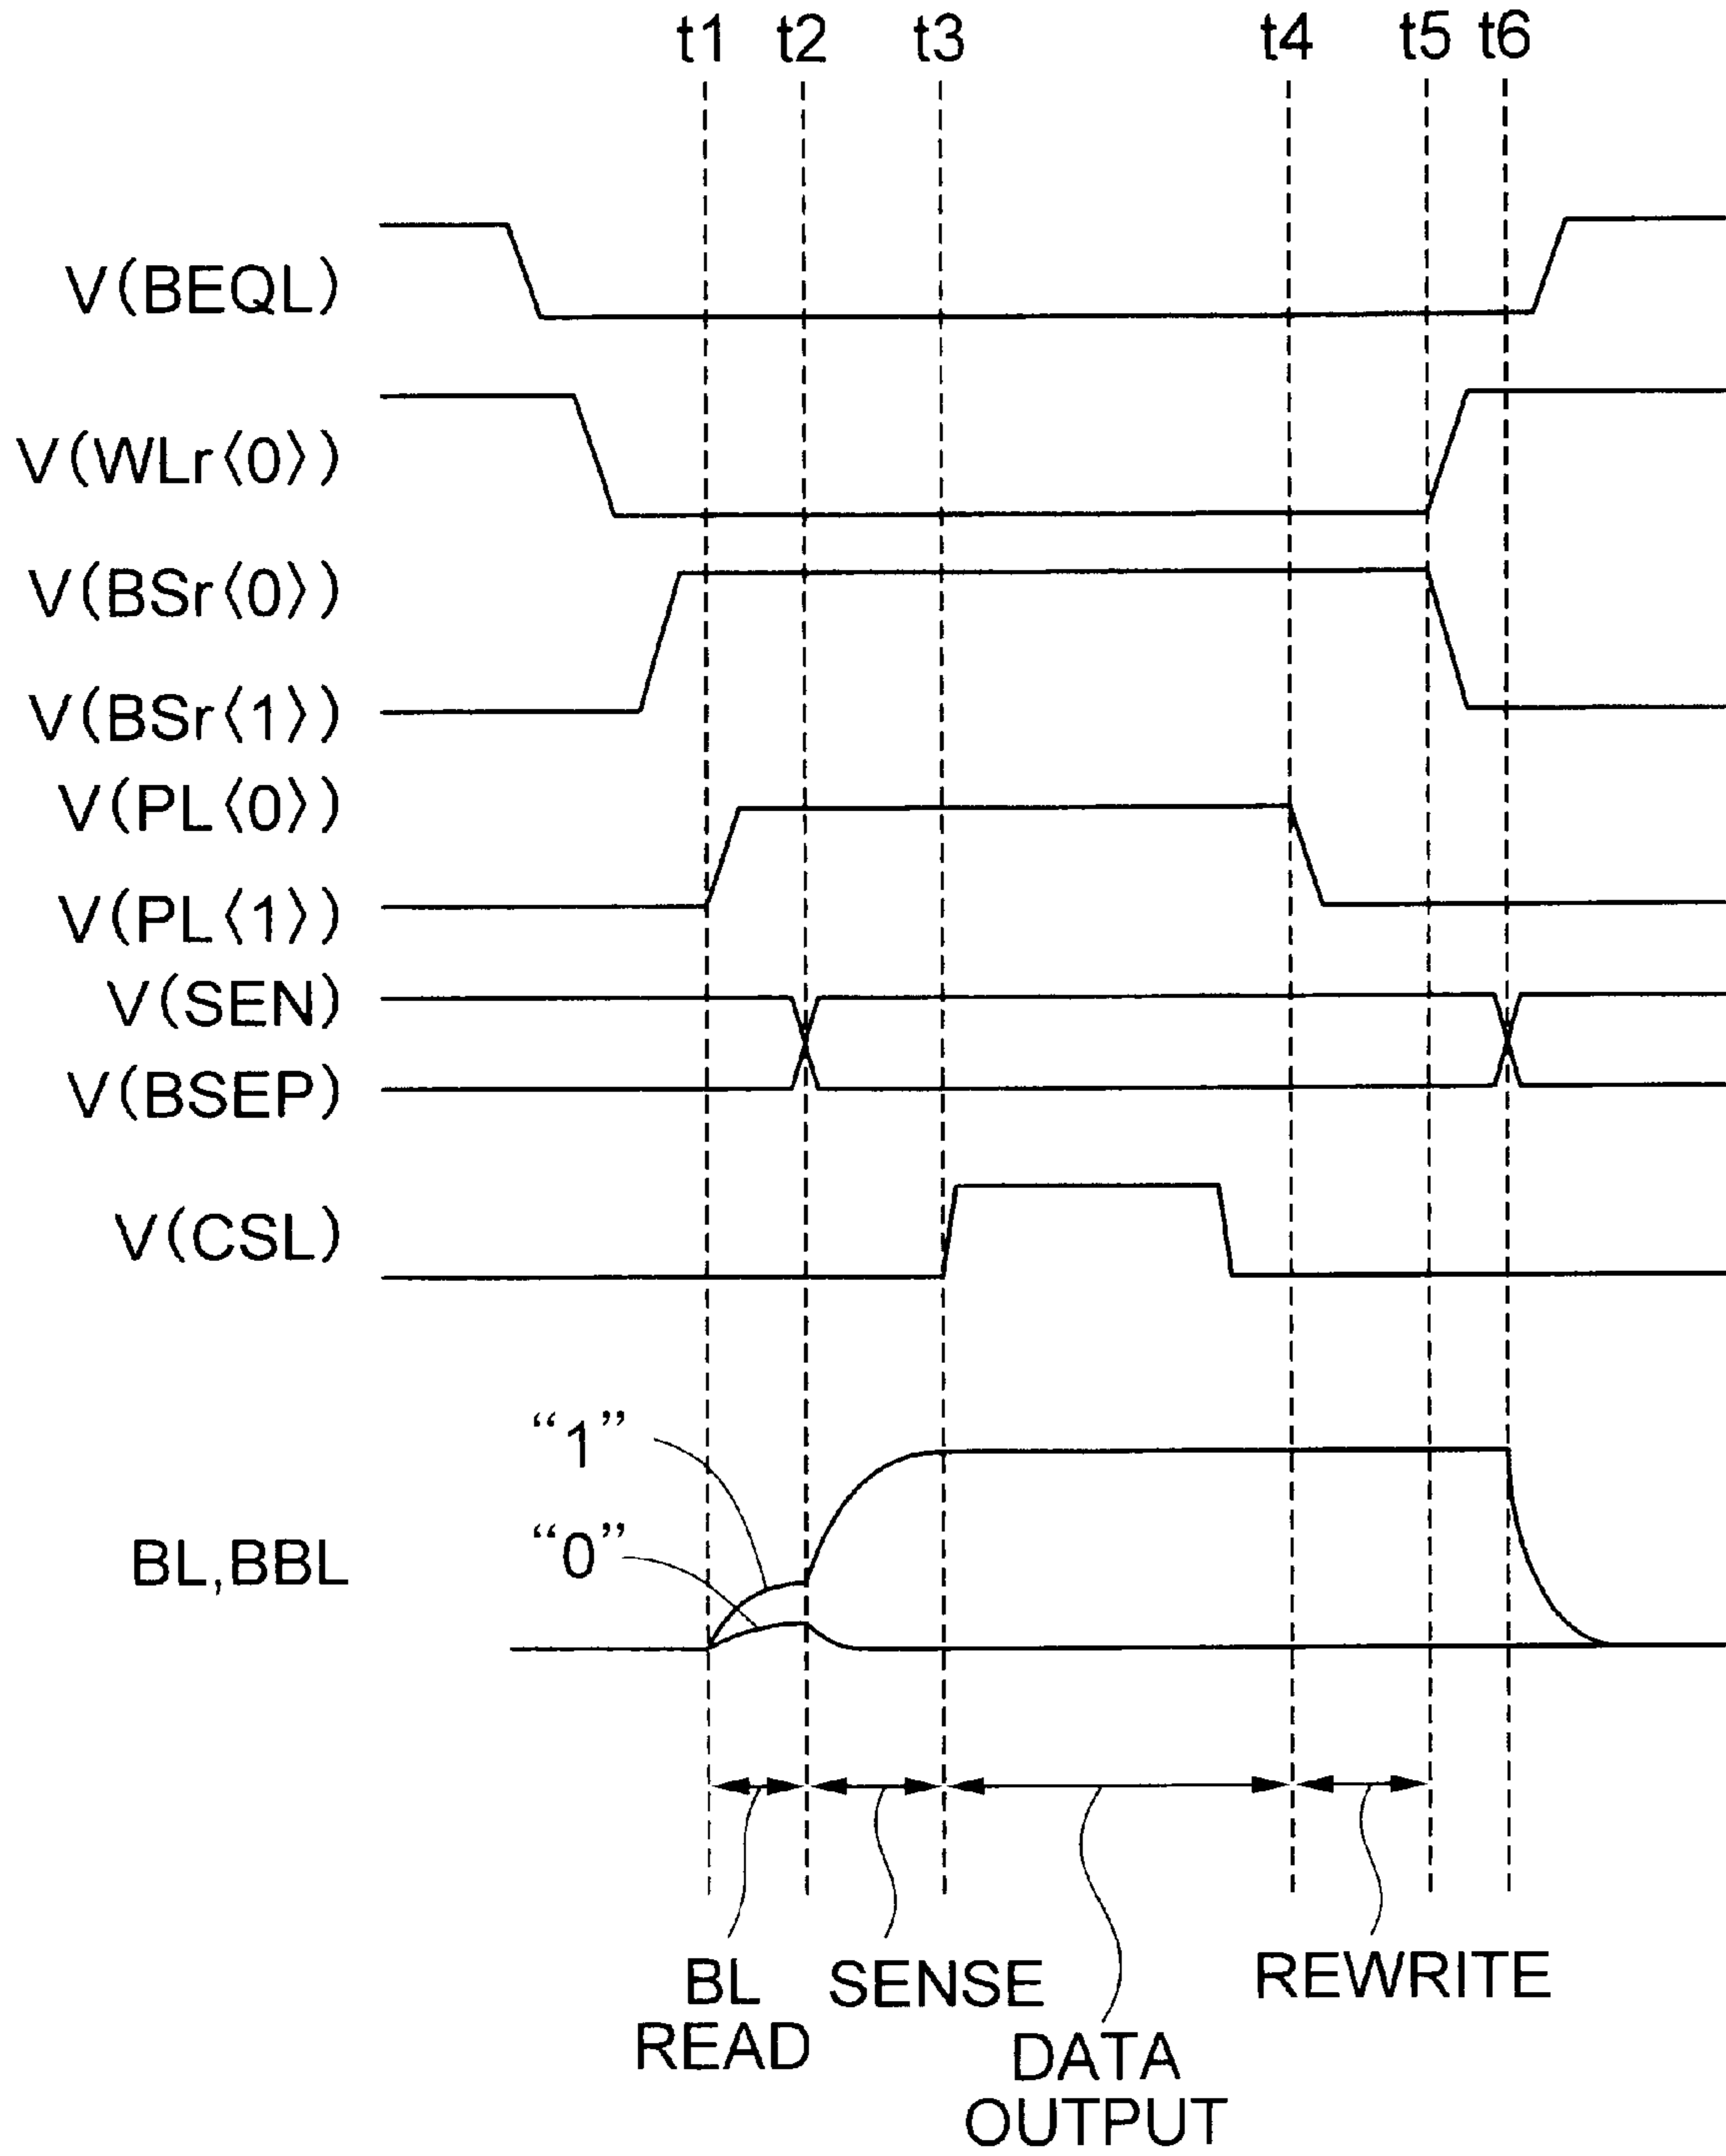 t1 t2 t3 t4 t5 t6
V(BEQL)
V(WLr⟨0⟩)
V(BSr⟨0⟩)
V(BSr⟨1⟩)
V(PL⟨0⟩)
V(PL⟨1⟩)
V(SEN)
V(BSEP)
V(CSL)
“1”
“0”
BL,BBL
BL
READ
SENSE
DATA
OUTPUT
REWRITE